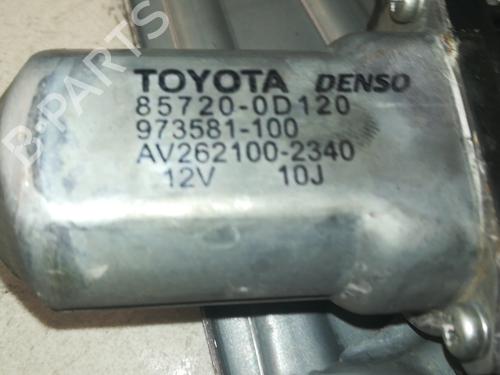 B-PARTS
TOYOTA DENSO
85720-0D120
973581-100
AV262100-2340
12V 10J